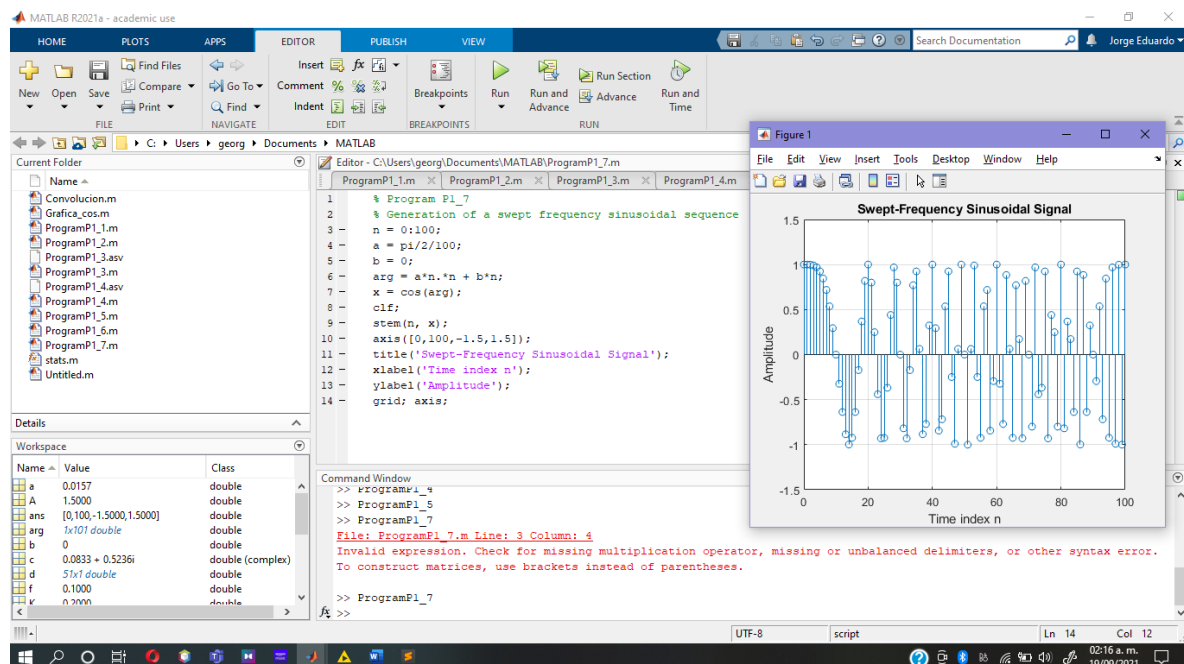 MATLAB R2021a - academic use
HOME PLOTS APPS EDITOR PUBLISH VIEW
Search Documentation
Jorge Eduardo
New Open Save
Find Files
Compare
Print
FILE
Go To
Find
NAVIGATE
Insert fx
Comment %
Indent
EDIT
Breakpoints
BREAKPOINTS
Run
Run and Advance
Run Section
Advance
Run and Time
RUN
C: Users georg Documents MATLAB
Current Folder
Name
Convolucion.m
Grafica_cos.m
ProgramP1_1.m
ProgramP1_2.m
ProgramP1_3.asv
ProgramP1_3.m
ProgramP1_4.asv
ProgramP1_4.m
ProgramP1_5.m
ProgramP1_6.m
ProgramP1_7.m
stats.m
Untitled.m
Details
Workspace
Name Value Class
a 0.0157 double
A 1.5000 double
ans [0,100,-1.5000,1.5000] double
arg 1x101 double double
b 0 double
c 0.0833 + 0.5236i double (complex)
d 51x1 double double
f 0.1000 double
K 0.2000 double
Editor - C:\Users\georg\Documents\MATLAB\ProgramP1_7.m
ProgramP1_1.m ProgramP1_2.m ProgramP1_3.m ProgramP1_4.m
1 % Program P1_7
2 % Generation of a swept frequency sinusoidal sequence
3 - n = 0:100;
4 - a = pi/2/100;
5 - b = 0;
6 - arg = a*n.*n + b*n;
7 - x = cos(arg);
8 - clf;
9 - stem(n, x);
10 - axis([0,100,-1.5,1.5]);
11 - title('Swept-Frequency Sinusoidal Signal');
12 - xlabel('Time index n');
13 - ylabel('Amplitude');
14 - grid; axis;
Command Window
>> ProgramP1_4
>> ProgramP1_5
>> ProgramP1_7
File: ProgramP1_7.m Line: 3 Column: 4
Invalid expression. Check for missing multiplication operator, missing or unbalanced delimiters, or other syntax error.
To construct matrices, use brackets instead of parentheses.
>> ProgramP1_7
fx >>
Figure 1
File Edit View Insert Tools Desktop Window Help
Swept-Frequency Sinusoidal Signal
1.5
1
0.5
0
-0.5
-1
-1.5
Amplitude
0 20 40 60 80 100
Time index n
UTF-8 script Ln 14 Col 12
02:16 a. m.
19/09/2021